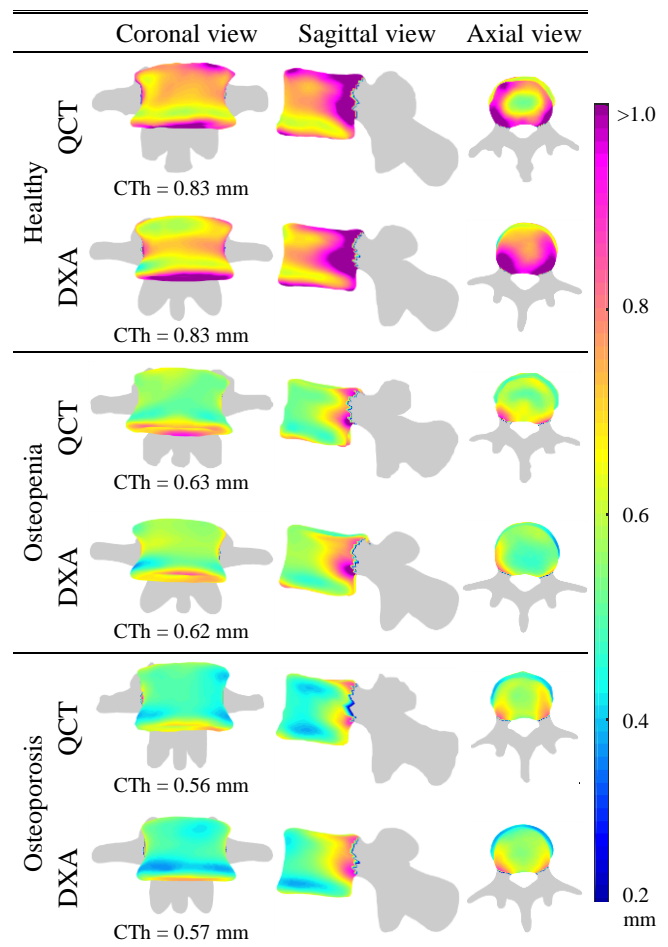 Coronal view Sagittal view Axial view
Healthy
QCT
CTh = 0.83 mm
DXA
CTh = 0.83 mm
Osteopenia
QCT
CTh = 0.63 mm
DXA
CTh = 0.62 mm
Osteoporosis
QCT
CTh = 0.56 mm
DXA
CTh = 0.57 mm
>1.0
0.8
0.6
0.4
0.2
mm